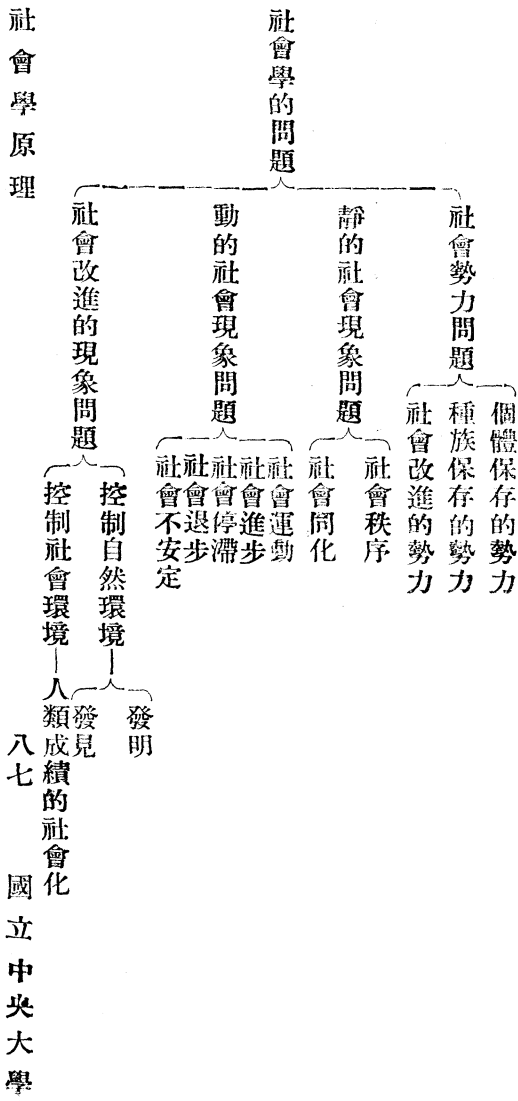 社會學的問題
社會勢力問題
個體保存的勢力
種族保存的勢力
社會改進的勢力
靜的社會現象問題
社會秩序
社會同化
動的社會現象問題
社會運動
社會進步
社會停滯
社會退步
社會不安定
社會改進的現象問題
控制自然環境
發明
發見
控制社會環境
人類成績的社會化
社會學原理
八七
國立中央大學